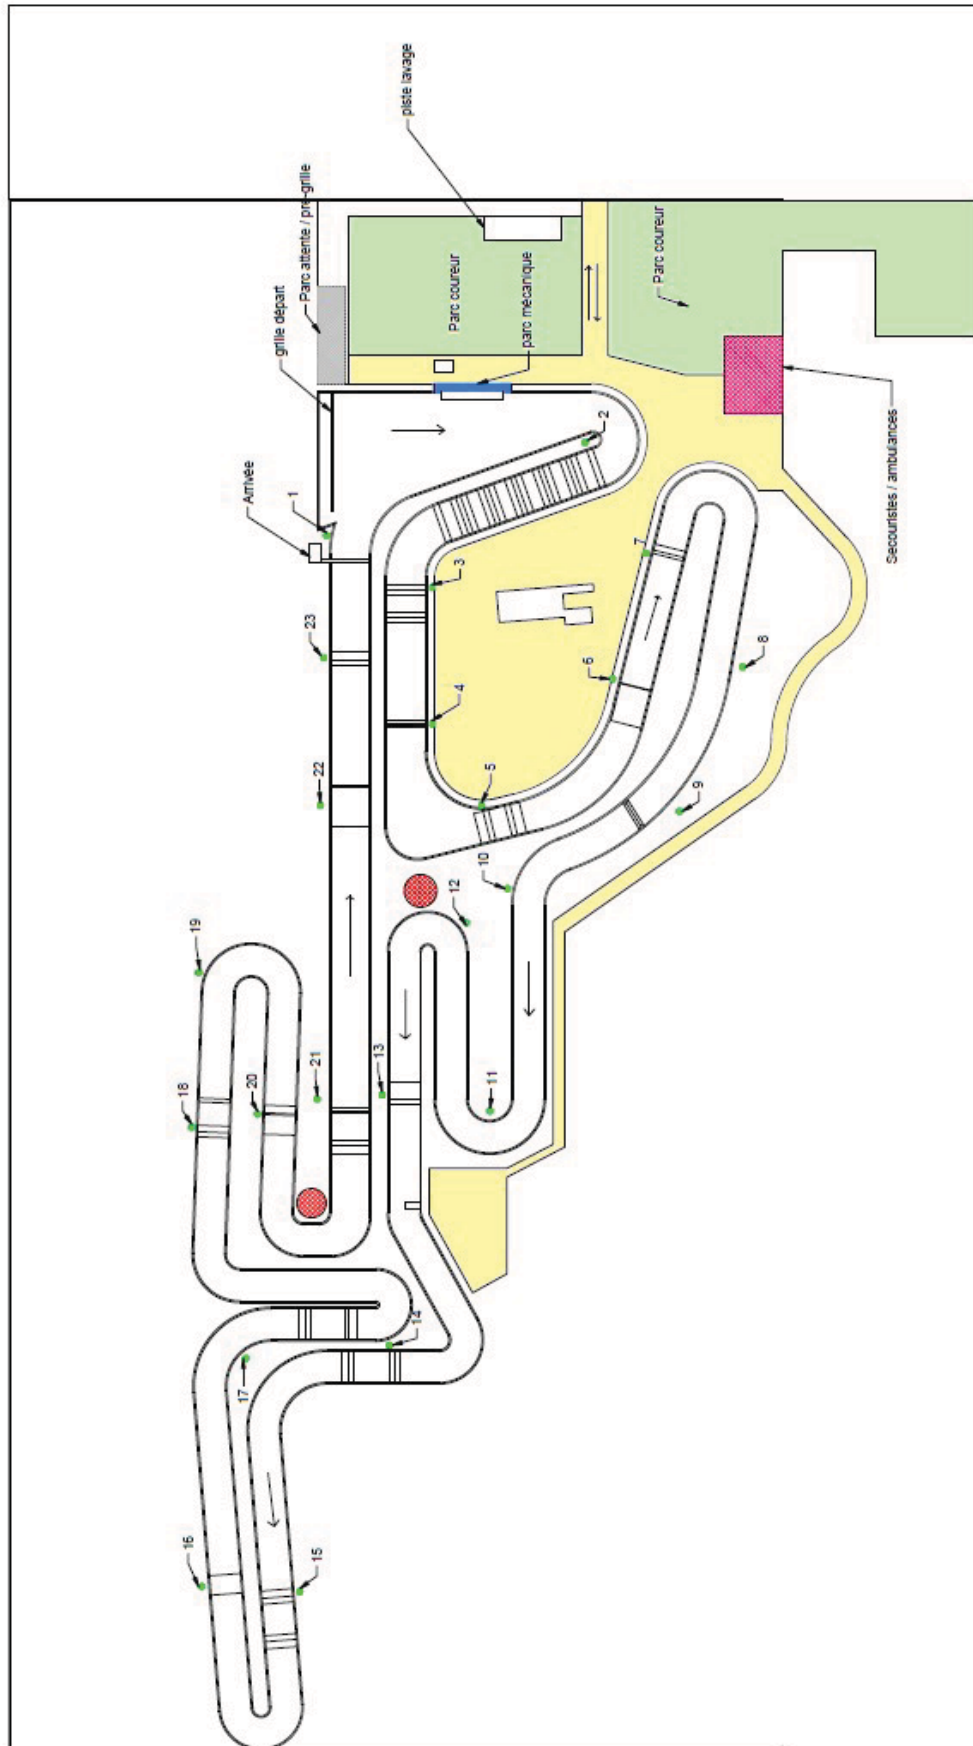 piste lavage
Parc attente / pré-grille
grille départ
Parc coureur
parc mécanique
Parc coureur
Arrivée
Secouristes / ambulances
1
2
3
4
5
6
7
8
9
10
11
12
13
14
15
16
17
18
19
20
21
22
23